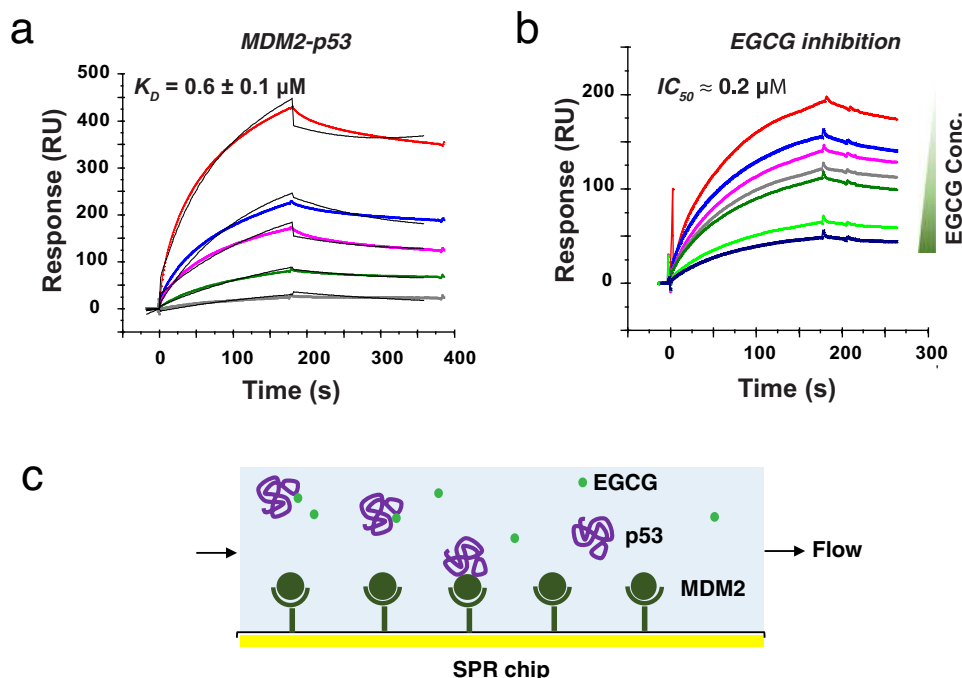 a
MDM2-p53
K_D = 0.6 ± 0.1 µM
500
400
300
200
100
0
Response (RU)
0 100 200 300 400
Time (s)
b
EGCG inhibition
IC_50 ≈ 0.2 µM
200
100
0
Response (RU)
0 100 200 300
Time (s)
EGCG Conc.
c
EGCG
p53
Flow
MDM2
SPR chip